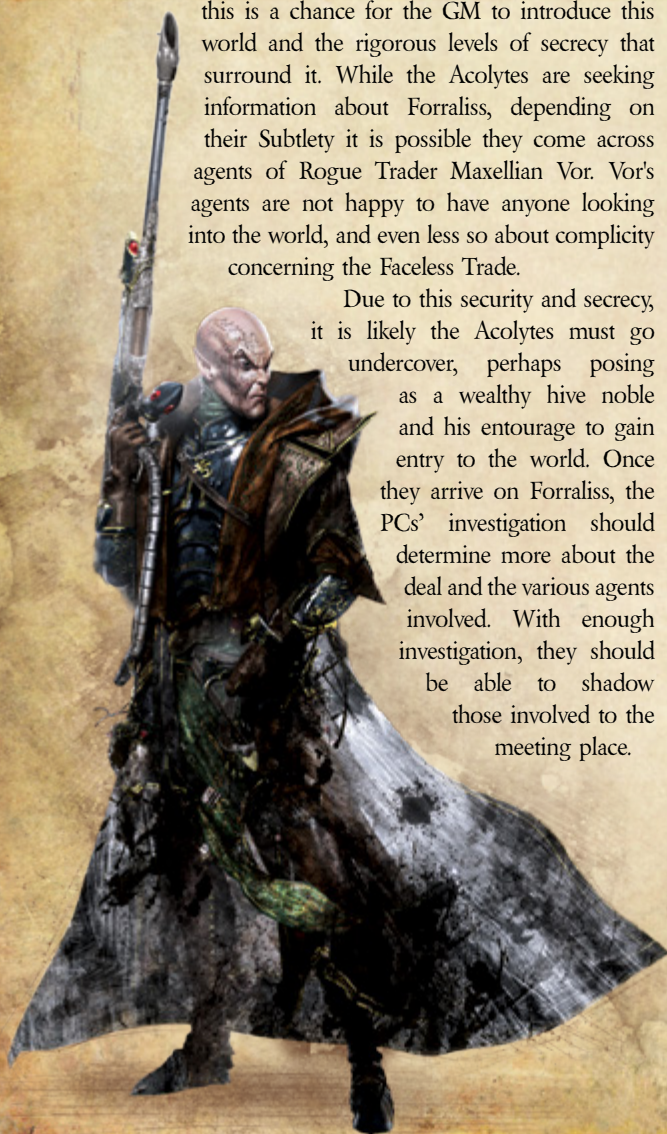 this is a chance for the GM to introduce this
world and the rigorous levels of secrecy that
surround it. While the Acolytes are seeking
information about Forraliss, depending on
their Subtlety it is possible they come across
agents of Rogue Trader Maxellian Vor. Vor's
agents are not happy to have anyone looking
into the world, and even less so about complicity
concerning the Faceless Trade.
Due to this security and secrecy,
it is likely the Acolytes must go
undercover, perhaps posing
as a wealthy hive noble
and his entourage to gain
entry to the world. Once
they arrive on Forraliss, the
PCs’ investigation should
determine more about the
deal and the various agents
involved. With enough
investigation, they should
be able to shadow
those involved to the
meeting place.